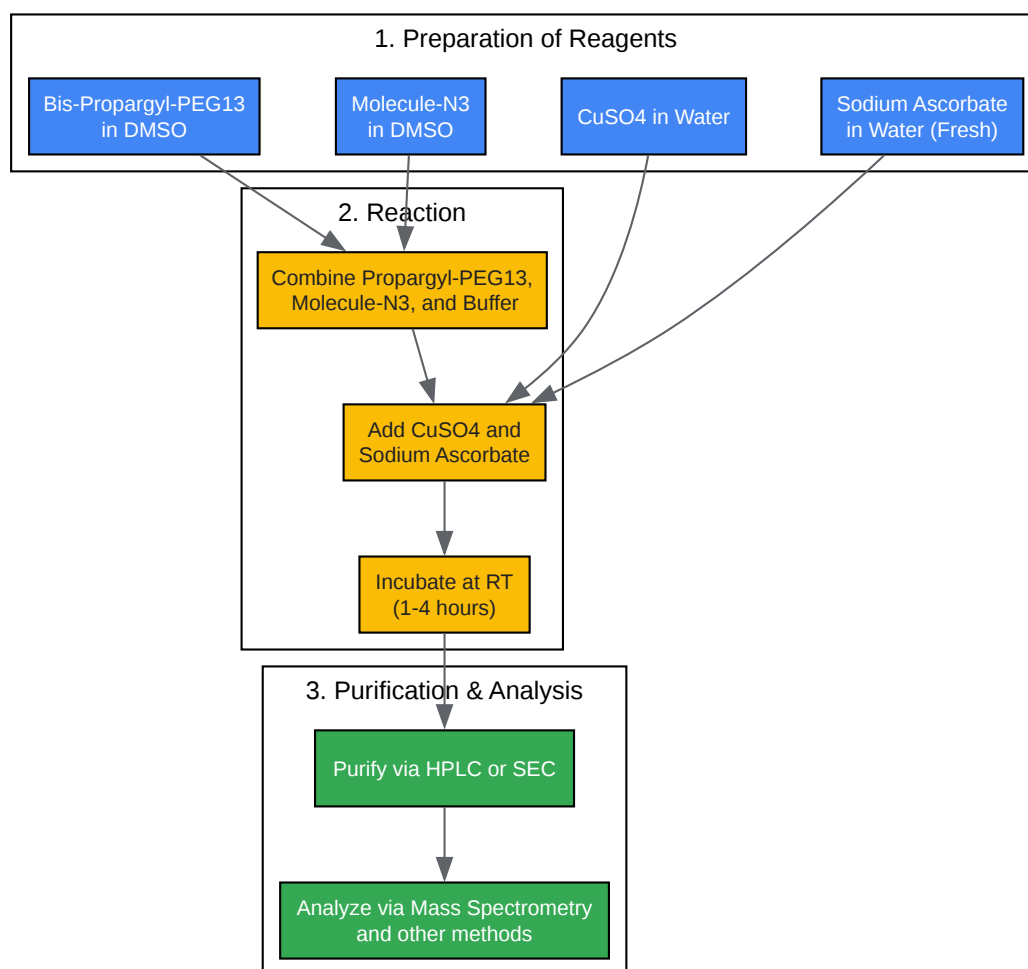 1. Preparation of Reagents
Bis-Propargyl-PEG13
in DMSO
Molecule-N3
in DMSO
CuSO4 in Water
Sodium Ascorbate
in Water (Fresh)
2. Reaction
Combine Propargyl-PEG13,
Molecule-N3, and Buffer
Add CuSO4 and
Sodium Ascorbate
Incubate at RT
(1-4 hours)
3. Purification & Analysis
Purify via HPLC or SEC
Analyze via Mass Spectrometry
and other methods